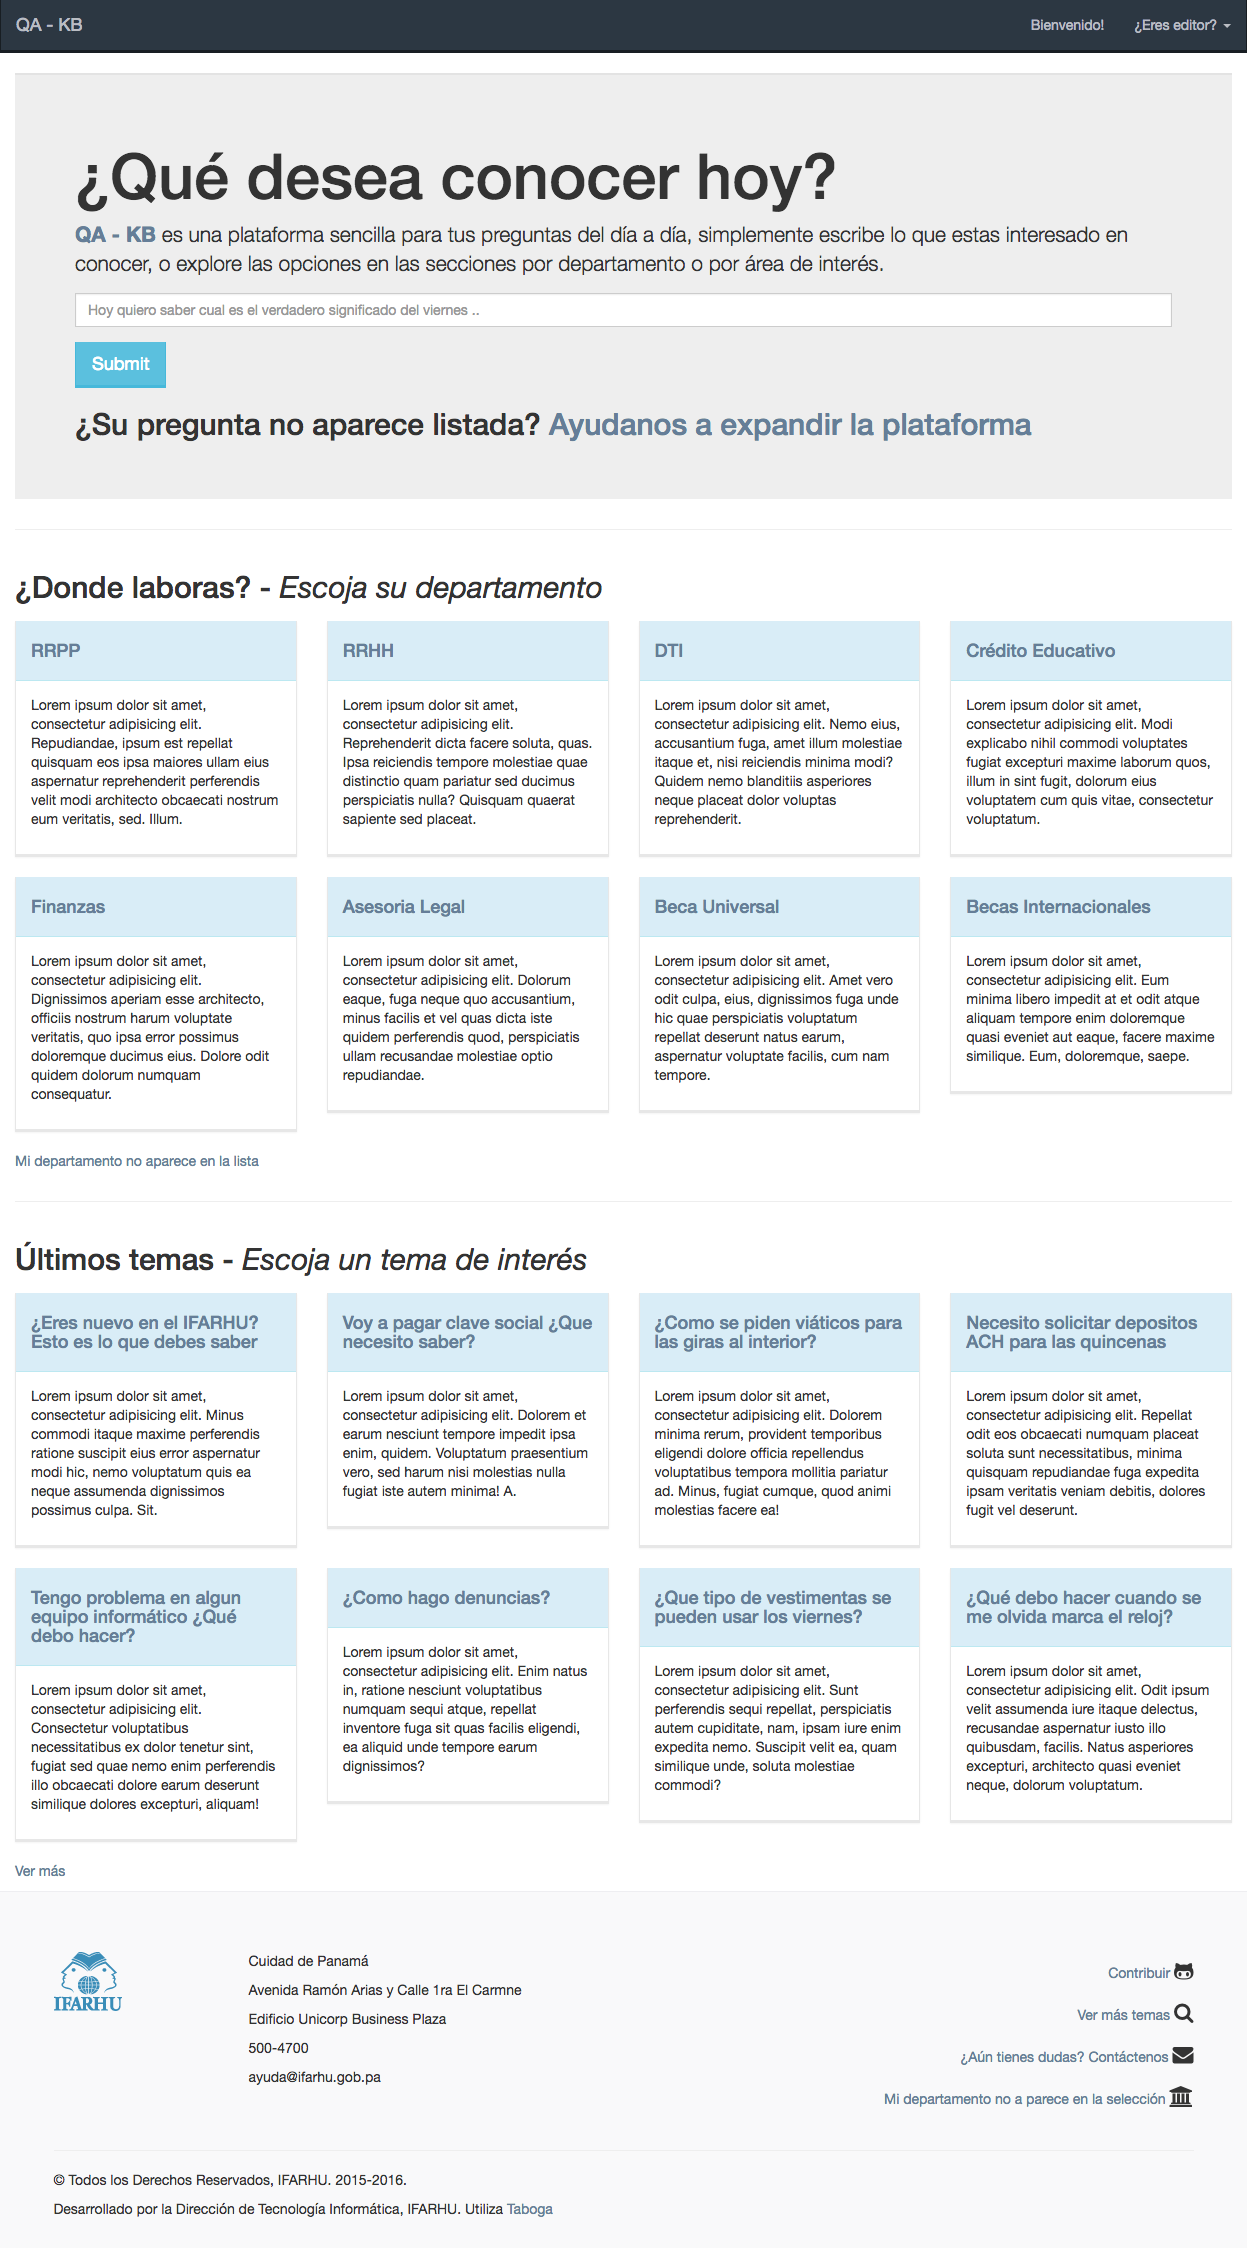 QA - KB
Bienvenido!
¿Eres editor?
¿Qué desea conocer hoy?
QA - KB es una plataforma sencilla para tus preguntas del día a día, simplemente escribe lo que estas interesado en
conocer, o explore las opciones en las secciones por departamento o por área de interés.
Hoy quiero saber cual es el verdadero significado del viernes ..
Submit
¿Su pregunta no aparece listada? Ayudanos a expandir la plataforma
¿Donde laboras? - Escoja su departamento
RRPP
Lorem ipsum dolor sit amet,
consectetur adipisicing elit.
Repudiandae, ipsum est repellat
quisquam eos ipsa maiores ullam eius
aspernatur reprehenderit perferendis
velit modi architecto obcaecati nostrum
eum veritatis, sed. Illum.
RRHH
Lorem ipsum dolor sit amet,
consectetur adipisicing elit.
Reprehenderit dicta facere soluta, quas.
Ipsa reiciendis tempore molestiae quae
distinctio quam pariatur sed ducimus
perspiciatis nulla? Quisquam quaerat
sapiente sed placeat.
DTI
Lorem ipsum dolor sit amet,
consectetur adipisicing elit. Nemo eius,
accusantium fuga, amet illum molestiae
itaque et, nisi reiciendis minima modi?
Quidem nemo blanditiis asperiores
neque placeat dolor voluptas
reprehenderit.
Crédito Educativo
Lorem ipsum dolor sit amet,
consectetur adipisicing elit. Modi
explicabo nihil commodi voluptates
fugiat excepturi maxime laborum quos,
illum in sint fugit, dolorum eius
voluptatem cum quis vitae, consectetur
voluptatum.
Finanzas
Lorem ipsum dolor sit amet,
consectetur adipisicing elit.
Dignissimos aperiam esse architecto,
officiis nostrum harum voluptate
veritatis, quo ipsa error possimus
doloremque ducimus eius. Dolore odit
quidem dolorum numquam
consequatur.
Asesoria Legal
Lorem ipsum dolor sit amet,
consectetur adipisicing elit. Dolorum
eaque, fuga neque quo accusantium,
minus facilis et vel quas dicta iste
quidem perferendis quod, perspiciatis
ullam recusandae molestiae optio
repudiandae.
Beca Universal
Lorem ipsum dolor sit amet,
consectetur adipisicing elit. Amet vero
odit culpa, eius, dignissimos fuga unde
hic quae perspiciatis voluptatum
repellat deserunt natus earum,
aspernatur voluptate facilis, cum nam
tempore.
Becas Internacionales
Lorem ipsum dolor sit amet,
consectetur adipisicing elit. Eum
minima libero impedit at et odit atque
aliquam tempore enim doloremque
quasi eveniet aut eaque, facere maxime
similique. Eum, doloremque, saepe.
Mi departamento no aparece en la lista
Últimos temas - Escoja un tema de interés
¿Eres nuevo en el IFARHU?
Esto es lo que debes saber
Lorem ipsum dolor sit amet,
consectetur adipisicing elit. Minus
commodi itaque maxime perferendis
ratione suscipit eius error aspernatur
modi hic, nemo voluptatum quis ea
neque assumenda dignissimos
possimus culpa. Sit.
Voy a pagar clave social ¿Que
necesito saber?
Lorem ipsum dolor sit amet,
consectetur adipisicing elit. Dolorem et
earum nesciunt tempore impedit ipsa
enim, quidem. Voluptatum praesentium
vero, sed harum nisi molestias nulla
fugiat iste autem minima! A.
¿Como se piden viáticos para
las giras al interior?
Lorem ipsum dolor sit amet,
consectetur adipisicing elit. Dolorem
minima rerum, provident temporibus
eligendi dolore officia repellendus
voluptatibus tempora mollitia pariatur
ad. Minus, fugiat cumque, quod animi
molestias facere ea!
Necesito solicitar depositos
ACH para las quincenas
Lorem ipsum dolor sit amet,
consectetur adipisicing elit. Repellat
odit eos obcaecati numquam placeat
soluta sunt necessitatibus, minima
quisquam repudiandae fuga expedita
ipsam veritatis veniam debitis, dolores
fugit vel deserunt.
Tengo problema en algun
equipo informático ¿Qué
debo hacer?
Lorem ipsum dolor sit amet,
consectetur adipisicing elit.
Consectetur voluptatibus
necessitatibus ex dolor tenetur sint,
fugiat sed quae nemo enim perferendis
illo obcaecati dolore earum deserunt
similique dolores excepturi, aliquam!
¿Como hago denuncias?
Lorem ipsum dolor sit amet,
consectetur adipisicing elit. Enim natus
in, ratione nesciunt voluptatibus
numquam sequi atque, repellat
inventore fuga sit quas facilis eligendi,
ea aliquid unde tempore earum
dignissimos?
¿Que tipo de vestimentas se
pueden usar los viernes?
Lorem ipsum dolor sit amet,
consectetur adipisicing elit. Sunt
perferendis sequi repellat, perspiciatis
autem cupiditate, nam, ipsam iure enim
expedita nemo. Suscipit velit ea, quam
similique unde, soluta molestiae
commodi?
¿Qué debo hacer cuando se
me olvida marca el reloj?
Lorem ipsum dolor sit amet,
consectetur adipisicing elit. Odit ipsum
velit assumenda iure itaque delectus,
recusandae aspernatur iusto illo
quibusdam, facilis. Natus asperiores
excepturi, architecto quasi eveniet
neque, dolorum voluptatum.
Ver más
IFARHU
Cuidad de Panamá
Avenida Ramón Arias y Calle 1ra El Carmne
Edificio Unicorp Business Plaza
500-4700
ayuda@ifarhu.gob.pa
Contribuir
Ver más temas
¿Aún tienes dudas? Contáctenos
Mi departamento no a parece en la selección
© Todos los Derechos Reservados, IFARHU. 2015-2016.
Desarrollado por la Dirección de Tecnología Informática, IFARHU. Utiliza Taboga